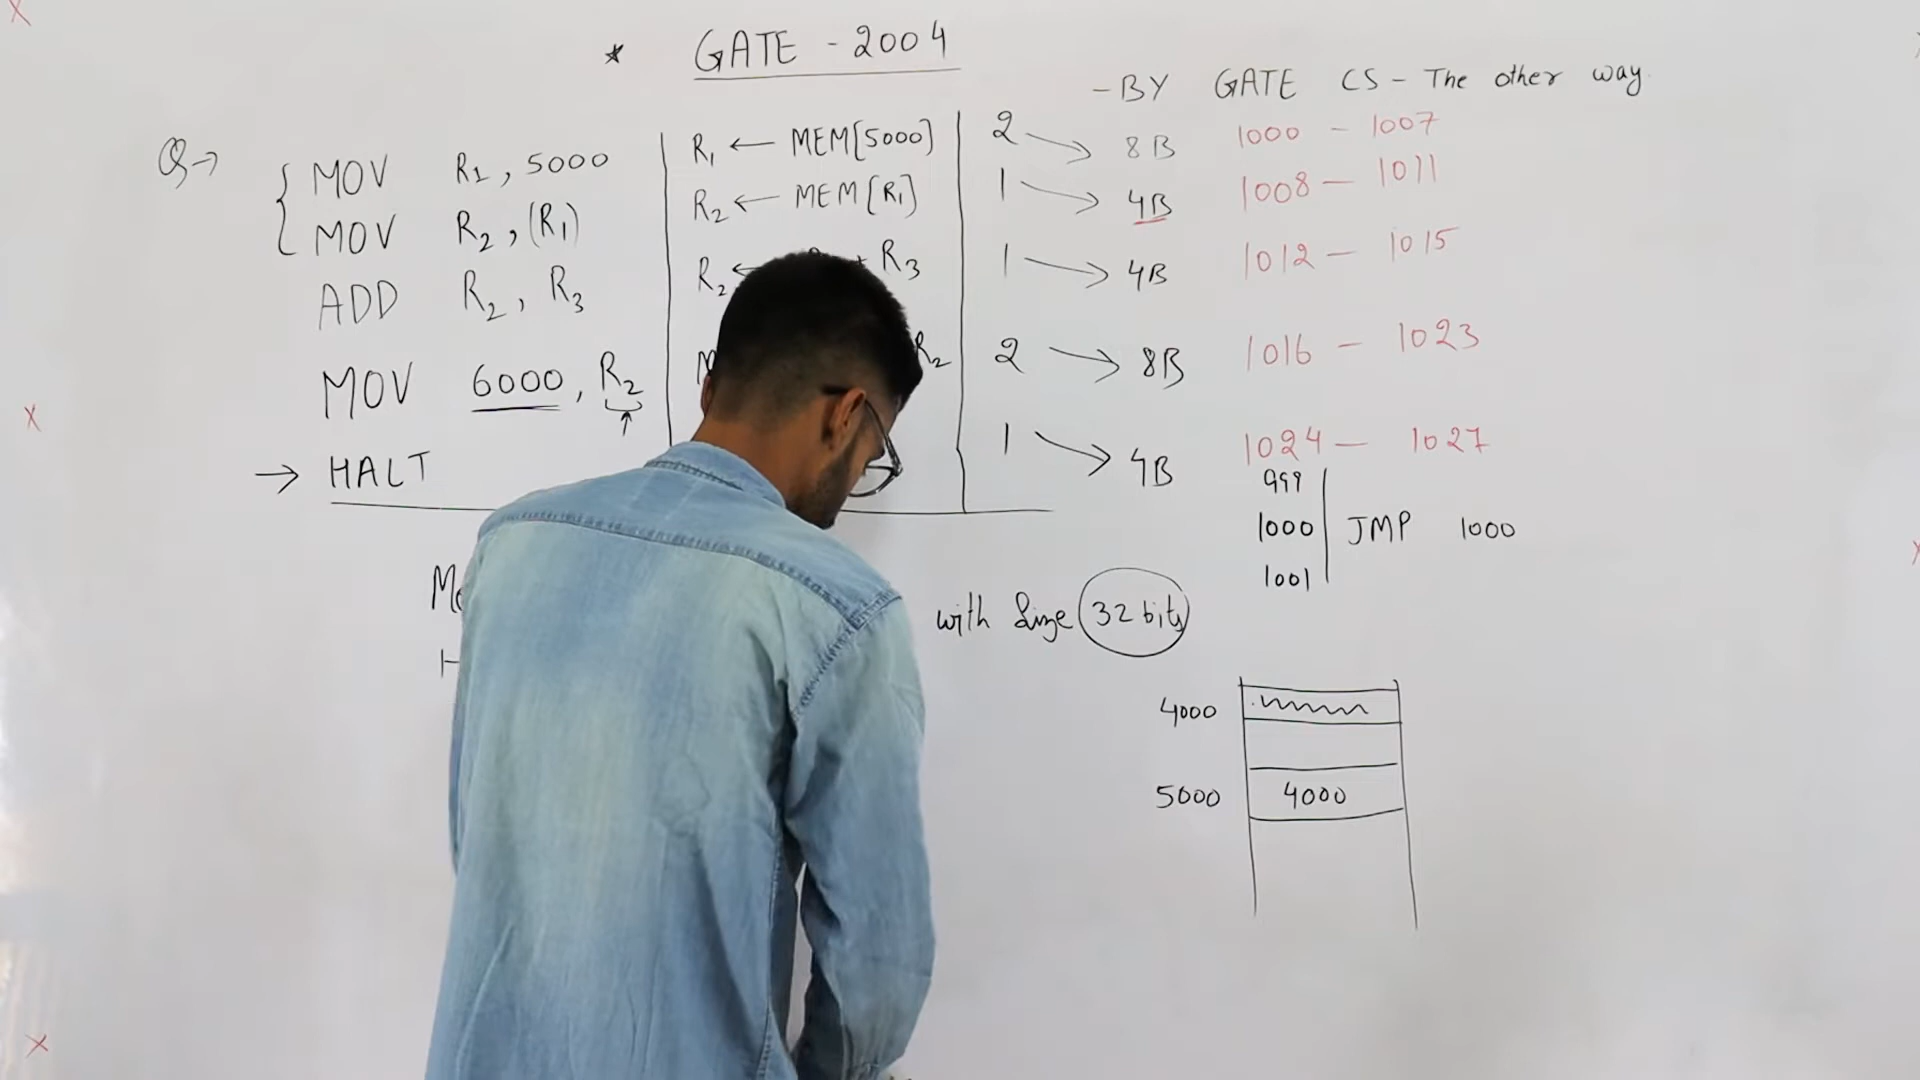 * GATE - 2004
- BY GATE CS - The other way
Q→ MOV R1, 5000 R1 ← MEM[5000] 2 → 8B 1000 - 1007
MOV R2, (R1) R2 ← MEM[R1] 1 → 4B 1008 - 1011
ADD R2, R3 R2 ← + R3 1 → 4B 1012 - 1015
MOV 6000, R2 R2 2 → 8B 1016 - 1023
→ HALT 1 → 4B 1024 - 1027
999
1000 JMP 1000
1001
with Size 32 bits
4000
5000 4000